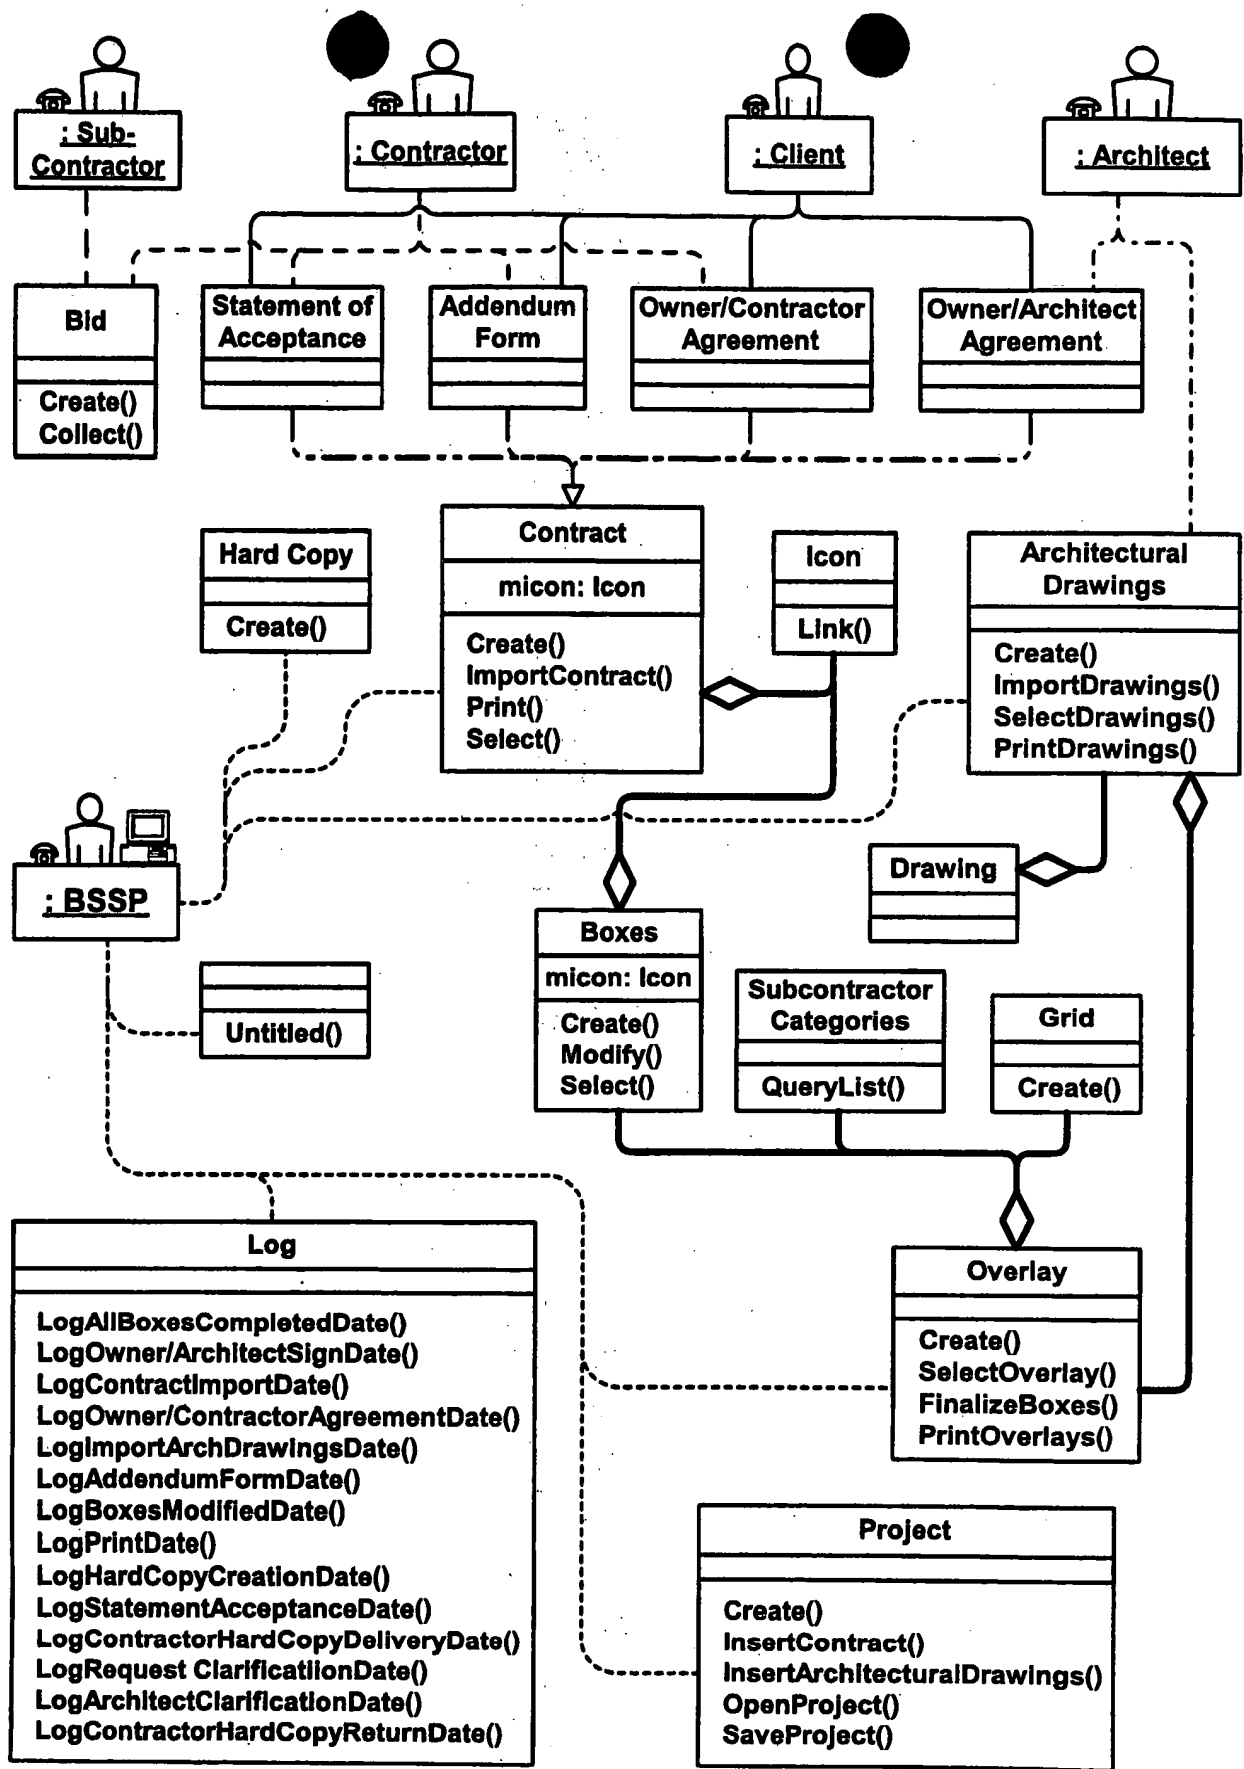 : Sub-
Contractor
: Contractor
: Client
: Architect
Bid
Create()
Collect()
Statement of
Acceptance
Addendum
Form
Owner/Contractor
Agreement
Owner/Architect
Agreement
Hard Copy
Create()
Contract
micon: Icon
Create()
ImportContract()
Print()
Select()
Icon
Link()
Architectural
Drawings
Create()
ImportDrawings()
SelectDrawings()
PrintDrawings()
: BSSP
Untitled()
Boxes
micon: Icon
Create()
Modify()
Select()
Subcontractor
Categories
QueryList()
Drawing
Grid
Create()
Log
LogAllBoxesCompletedDate()
LogOwner/ArchitectSignDate()
LogContractImportDate()
LogOwner/ContractorAgreementDate()
LogImportArchDrawingsDate()
LogAddendumFormDate()
LogBoxesModifiedDate()
LogPrintDate()
LogHardCopyCreationDate()
LogStatementAcceptanceDate()
LogContractorHardCopyDeliveryDate()
LogRequest ClarificatiionDate()
LogArchitectClarificationDate()
LogContractorHardCopyReturnDate()
Overlay
Create()
SelectOverlay()
FinalizeBoxes()
PrintOverlays()
Project
Create()
InsertContract()
InsertArchitecturalDrawings()
OpenProject()
SaveProject()